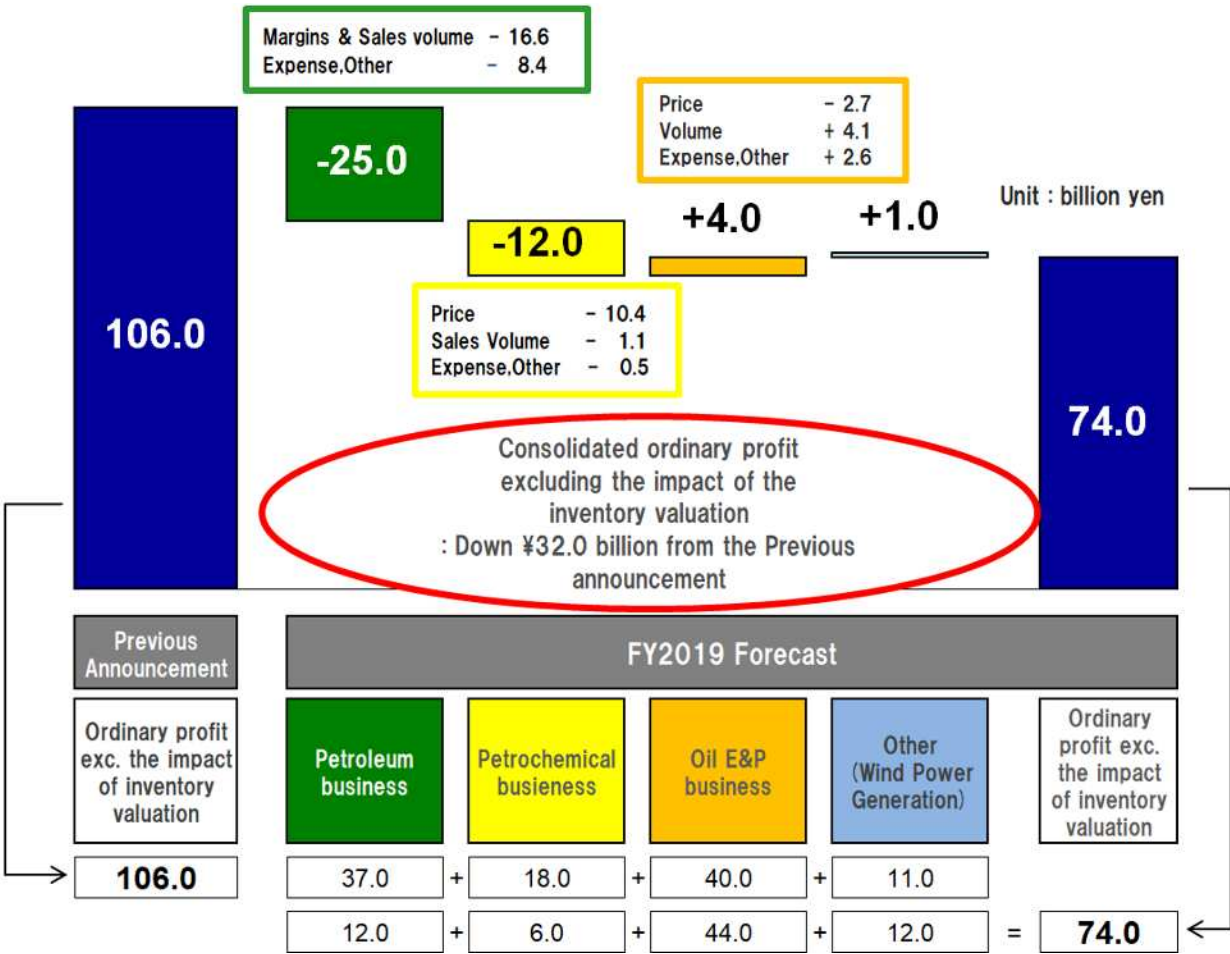 Margins & Sales volume - 16.6
Expense,Other - 8.4
Price - 2.7
Volume + 4.1
Expense,Other + 2.6
Unit : billion yen
106.0
-25.0
-12.0
+4.0
+1.0
74.0
Price - 10.4
Sales Volume - 1.1
Expense,Other - 0.5
Consolidated ordinary profit
excluding the impact of the
inventory valuation
: Down ¥32.0 billion from the Previous
announcement
Previous
Announcement
FY2019 Forecast
Ordinary profit
exc. the impact
of inventory
valuation
Petroleum
business
Petrochemical
busieness
Oil E&P
business
Other
(Wind Power
Generation)
Ordinary
profit exc.
the impact
of inventory
valuation
106.0 37.0 + 18.0 + 40.0 + 11.0
12.0 + 6.0 + 44.0 + 12.0 = 74.0